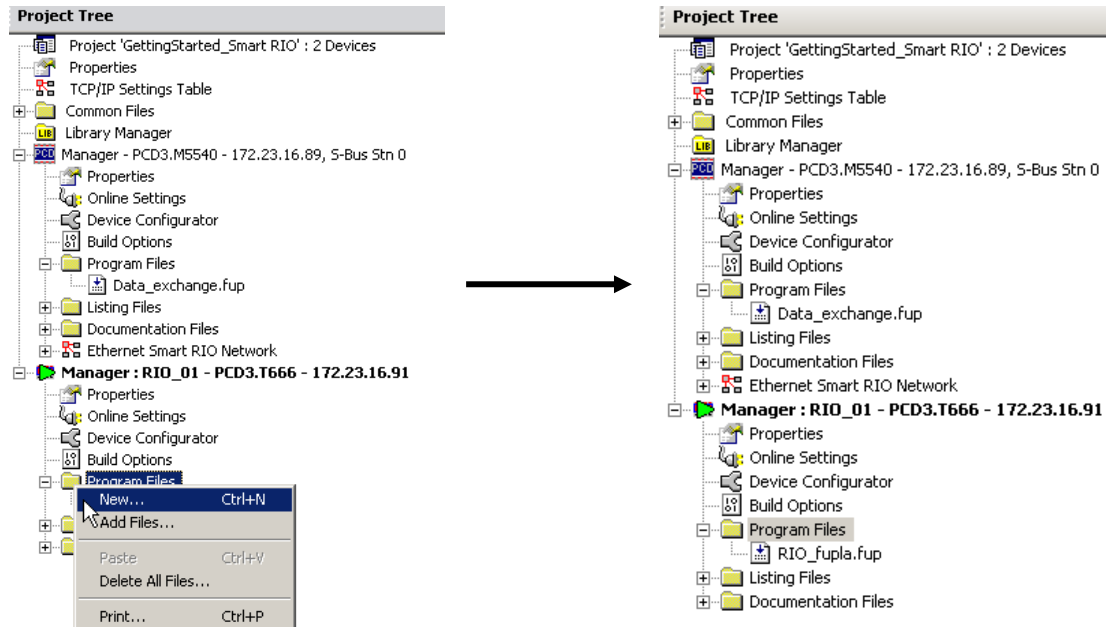 Project Tree
Project 'GettingStarted_Smart RIO' : 2 Devices
Properties
TCP/IP Settings Table
Common Files
LIB Library Manager
PCD Manager - PCD3.M5540 - 172.23.16.89, S-Bus Stn 0
Properties
Online Settings
Device Configurator
Build Options
Program Files
Data_exchange.fup
Listing Files
Documentation Files
Ethernet Smart RIO Network
Manager : RIO_01 - PCD3.T666 - 172.23.16.91
Properties
Online Settings
Device Configurator
Build Options
Program Files
New... Ctrl+N
Add Files...
Paste Ctrl+V
Delete All Files...
Print... Ctrl+P
Project Tree
Project 'GettingStarted_Smart RIO' : 2 Devices
Properties
TCP/IP Settings Table
Common Files
LIB Library Manager
PCD Manager - PCD3.M5540 - 172.23.16.89, S-Bus Stn 0
Properties
Online Settings
Device Configurator
Build Options
Program Files
Data_exchange.fup
Listing Files
Documentation Files
Ethernet Smart RIO Network
Manager : RIO_01 - PCD3.T666 - 172.23.16.91
Properties
Online Settings
Device Configurator
Build Options
Program Files
RIO_fupla.fup
Listing Files
Documentation Files